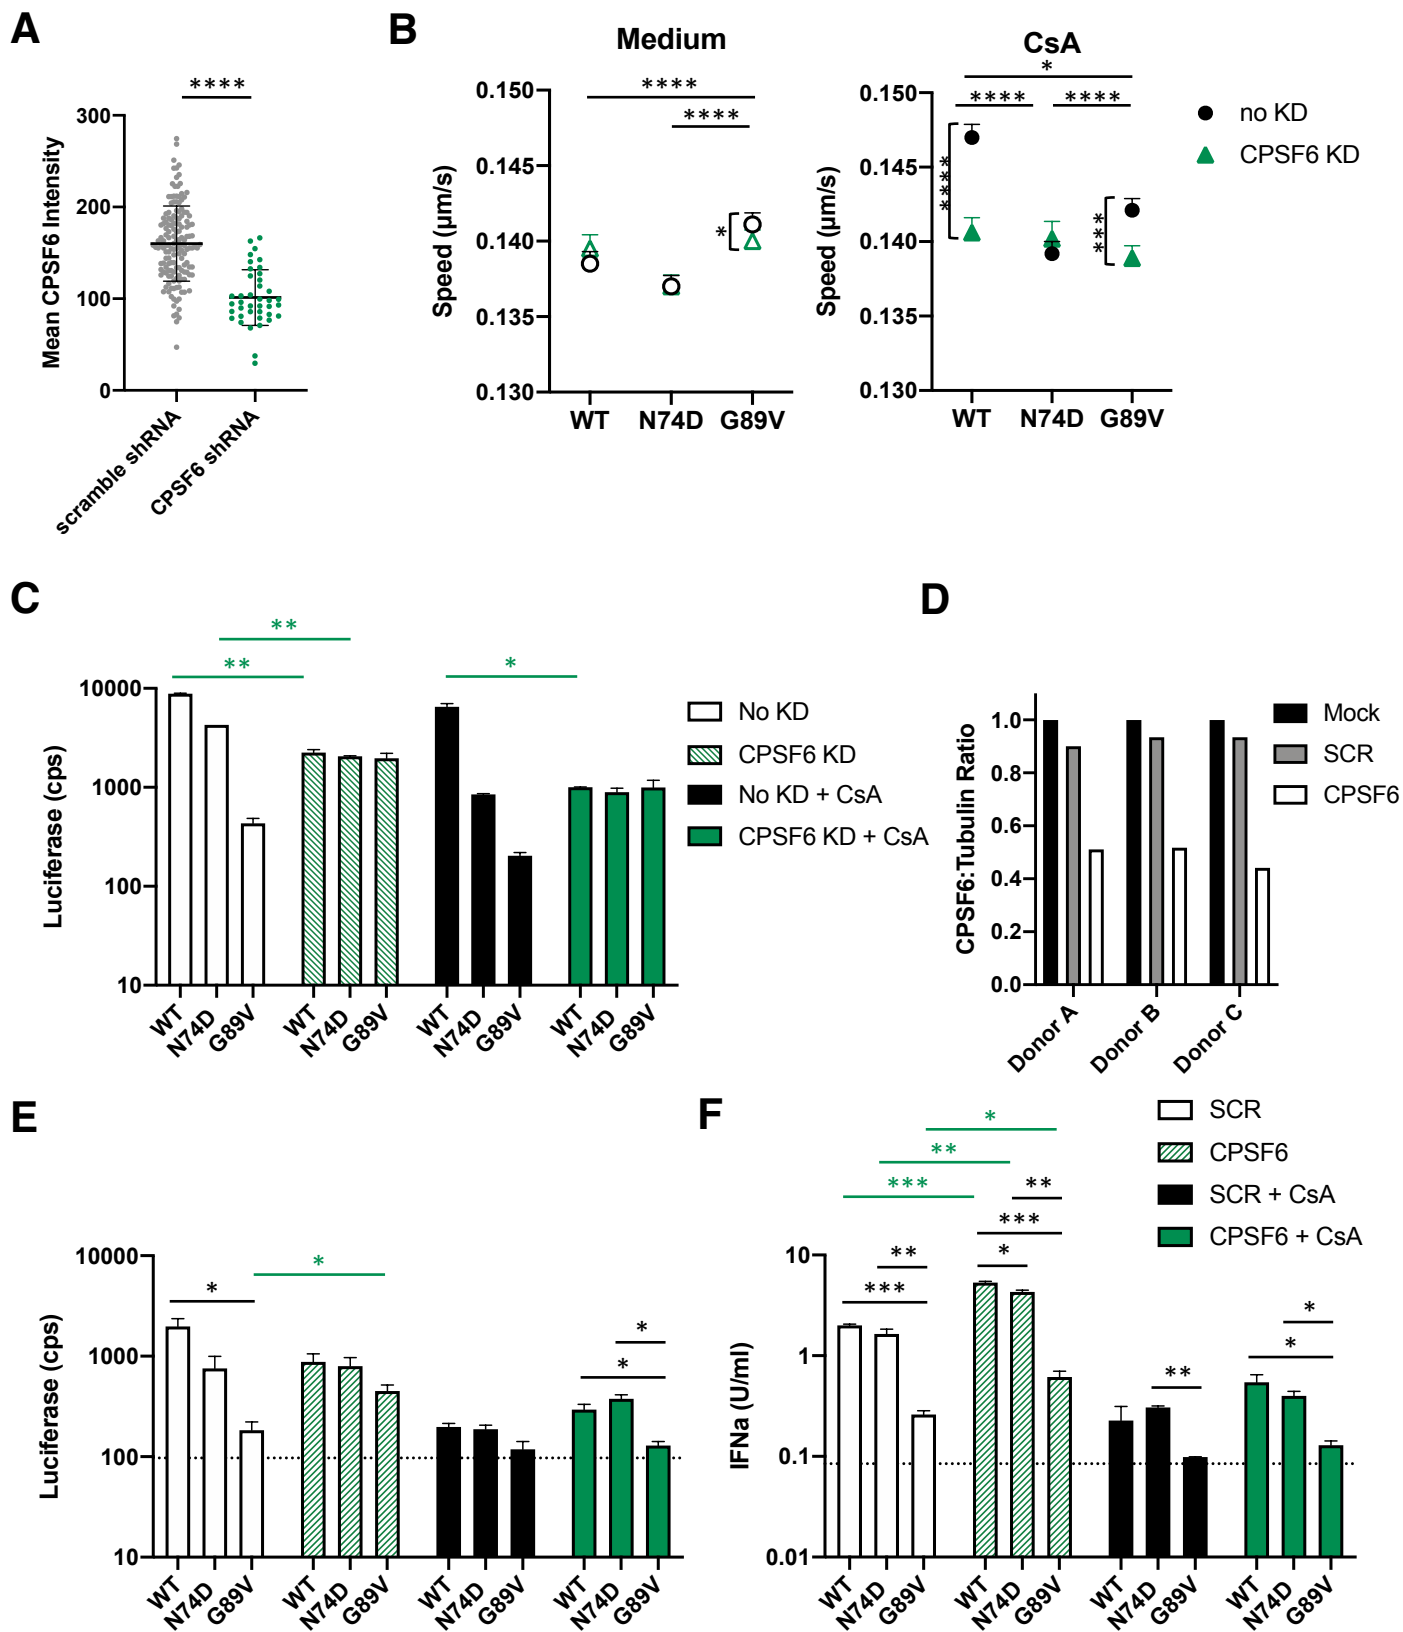 A
****
300
200
100
0
Mean CPSF6 Intensity
scramble shRNA
CPSF6 shRNA
B
Medium
****
****
0.150
0.145
0.140
0.135
0.130
Speed (µm/s)
*
WT
N74D
G89V
CsA
*
****
****
0.150
0.145
0.140
0.135
0.130
Speed (µm/s)
****
***
WT
N74D
G89V
no KD
CPSF6 KD
C
**
**
*
10000
1000
100
10
Luciferase (cps)
WT
N74D
G89V
WT
N74D
G89V
WT
N74D
G89V
WT
N74D
G89V
No KD
CPSF6 KD
No KD + CsA
CPSF6 KD + CsA
D
1.0
0.8
0.6
0.4
0.2
0.0
CPSF6:Tubulin Ratio
Donor A
Donor B
Donor C
Mock
SCR
CPSF6
E
*
*
*
*
10000
1000
100
10
Luciferase (cps)
WT
N74D
G89V
WT
N74D
G89V
WT
N74D
G89V
WT
N74D
G89V
F
*
**
***
**
***
*
**
***
**
*
*
10
1
0.1
0.01
IFNa (U/ml)
WT
N74D
G89V
WT
N74D
G89V
WT
N74D
G89V
WT
N74D
G89V
SCR
CPSF6
SCR + CsA
CPSF6 + CsA